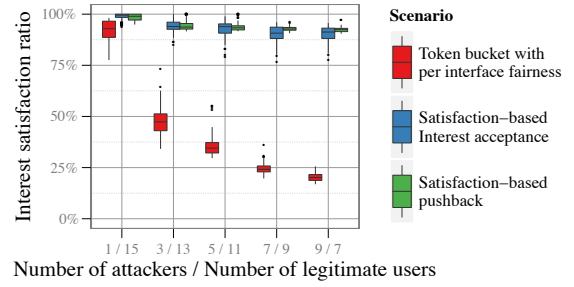 Interest satisfaction ratio
100%
75%
50%
25%
0%
1 / 15
3 / 13
5 / 11
7 / 9
9 / 7
Number of attackers / Number of legitimate users
Scenario
Token bucket with
per interface fairness
Satisfaction–based
Interest acceptance
Satisfaction–based
pushback